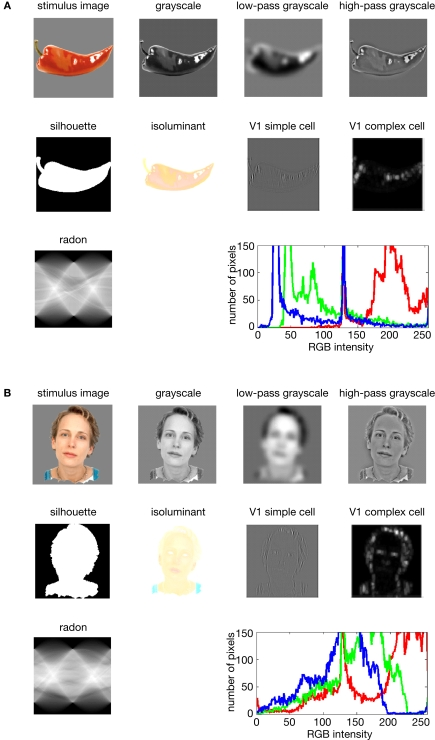 A
stimulus image grayscale low-pass grayscale high-pass grayscale
silhouette isoluminant V1 simple cell V1 complex cell
radon
number of pixels
150
100
50
0
0 50 100 150 200 250
RGB intensity
B
stimulus image grayscale low-pass grayscale high-pass grayscale
silhouette isoluminant V1 simple cell V1 complex cell
radon
number of pixels
150
100
50
0
0 50 100 150 200 250
RGB intensity